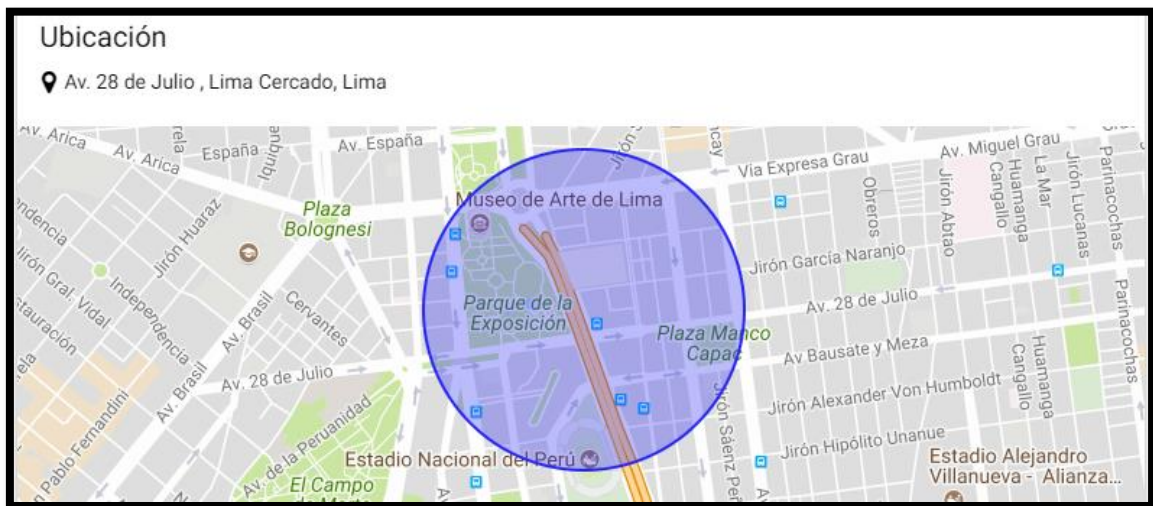 Ubicación
Av. 28 de Julio , Lima Cercado, Lima
Av. Arica
Av. Arica
España
Av. España
Vía Expresa Grau
Av. Miguel Grau
Jirón Huaraz
Plaza
Bolognesi
Museo de Arte de Lima
Obreros
Jirón Abtao
Huamanga
Cangallo
La Mar
Jirón Lucanas
Parinacochas
Jirón García Naranjo
Jirón Gral. Vidal
Independencia
Av. Brasil
Cervantes
Parque de la
Exposición
Av. 28 de Julio
Plaza Manco
Capac
Av Bausate y Meza
Parinacochas
Huamanga
Cangallo
Av. Brasil
Av. 28 de Julio
Jirón Alexander Von Humboldt
Av. de la Peruanidad
Jirón Hipólito Unanue
Estadio Nacional del Perú
Estadio Alejandro
Villanueva - Alianza...
El Campo